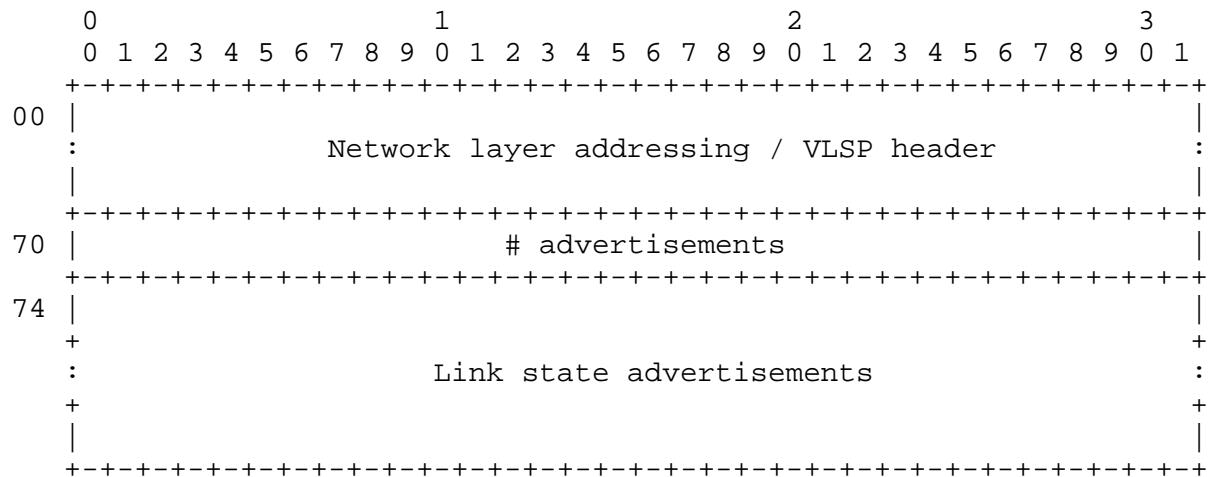 0 1 2 3
0 1 2 3 4 5 6 7 8 9 0 1 2 3 4 5 6 7 8 9 0 1 2 3 4 5 6 7 8 9 0 1
+-+-+-+-+-+-+-+-+-+-+-+-+-+-+-+-+-+-+-+-+-+-+-+-+-+-+-+-+-+-+-+-+
00 | |
: Network layer addressing / VLSP header :
| |
+-+-+-+-+-+-+-+-+-+-+-+-+-+-+-+-+-+-+-+-+-+-+-+-+-+-+-+-+-+-+-+-+
70 | # advertisements |
+-+-+-+-+-+-+-+-+-+-+-+-+-+-+-+-+-+-+-+-+-+-+-+-+-+-+-+-+-+-+-+-+
74 | |
+ +
: Link state advertisements :
+ +
| |
+-+-+-+-+-+-+-+-+-+-+-+-+-+-+-+-+-+-+-+-+-+-+-+-+-+-+-+-+-+-+-+-+